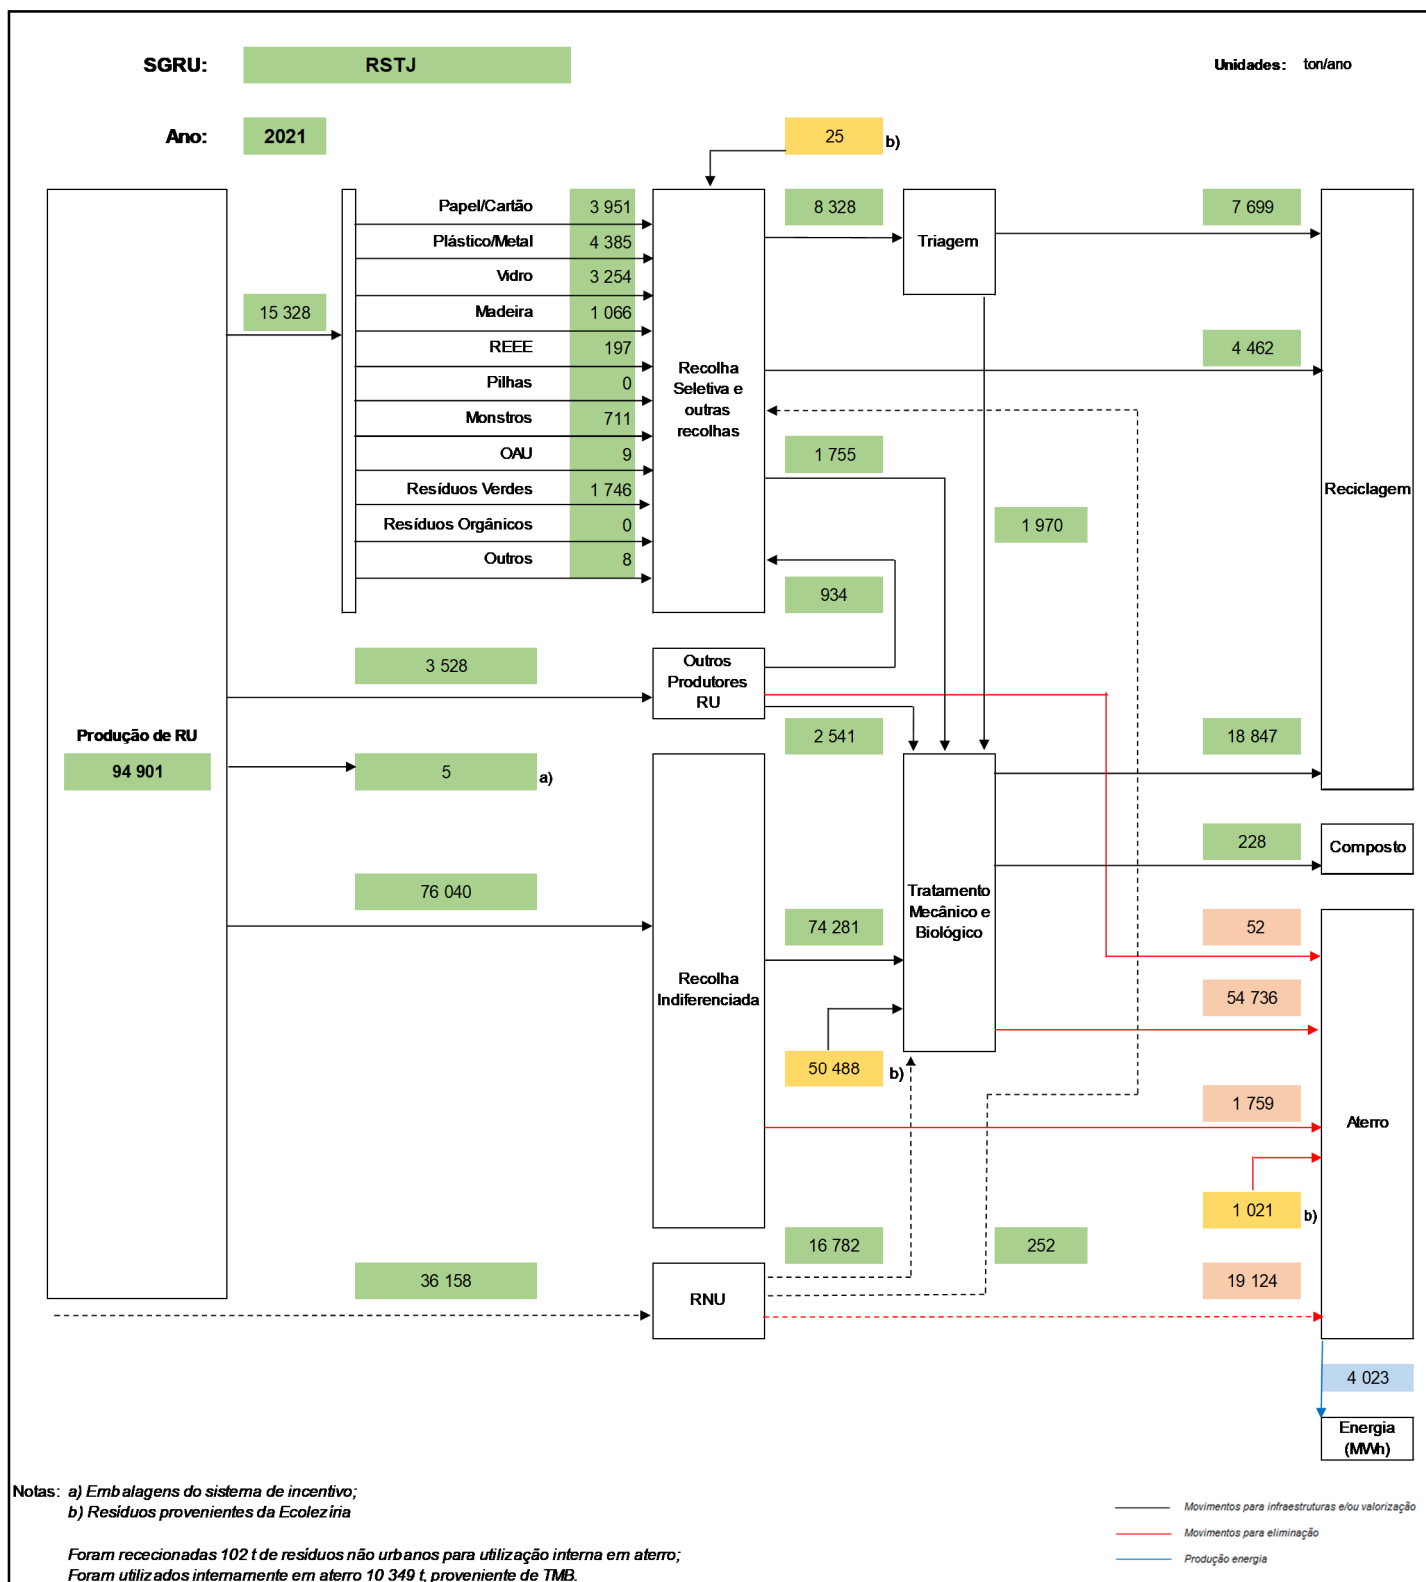 SGRU:
RSTJ
Unidades: ton/ano
Ano:
2021
25
b)
Papel/Cartão
3 951
8 328
7 699
Triagem
Plástico/Metal
4 385
Vidro
3 254
15 328
Madeira
1 066
REEE
197
4 462
Recolha
Seletiva e
outras
recolhas
Pilhas
0
Monstros
711
OAU
9
1 755
Resíduos Verdes
1 746
Reciclagem
Resíduos Orgânicos
0
1 970
Outros
8
934
3 528
Outros
Produtores
RU
Produção de RU
94 901
2 541
18 847
5
a)
228
Composto
76 040
74 281
Tratamento
Mecânico e
Biológico
52
Recolha
Indiferenciada
54 736
50 488
b)
1 759
Aterro
1 021
b)
16 782
252
36 158
RNU
19 124
4 023
Energia
(MWh)
Notas: a) Embalagens do sistema de incentivo;
b) Resíduos provenientes da Ecolezíria
Foram rececionadas 102 t de resíduos não urbanos para utilização interna em aterro;
Foram utilizados internamente em aterro 10 349 t, proveniente de TMB.
Movimentos para infraestruturas e/ou valorização
Movimentos para eliminação
Produção energia